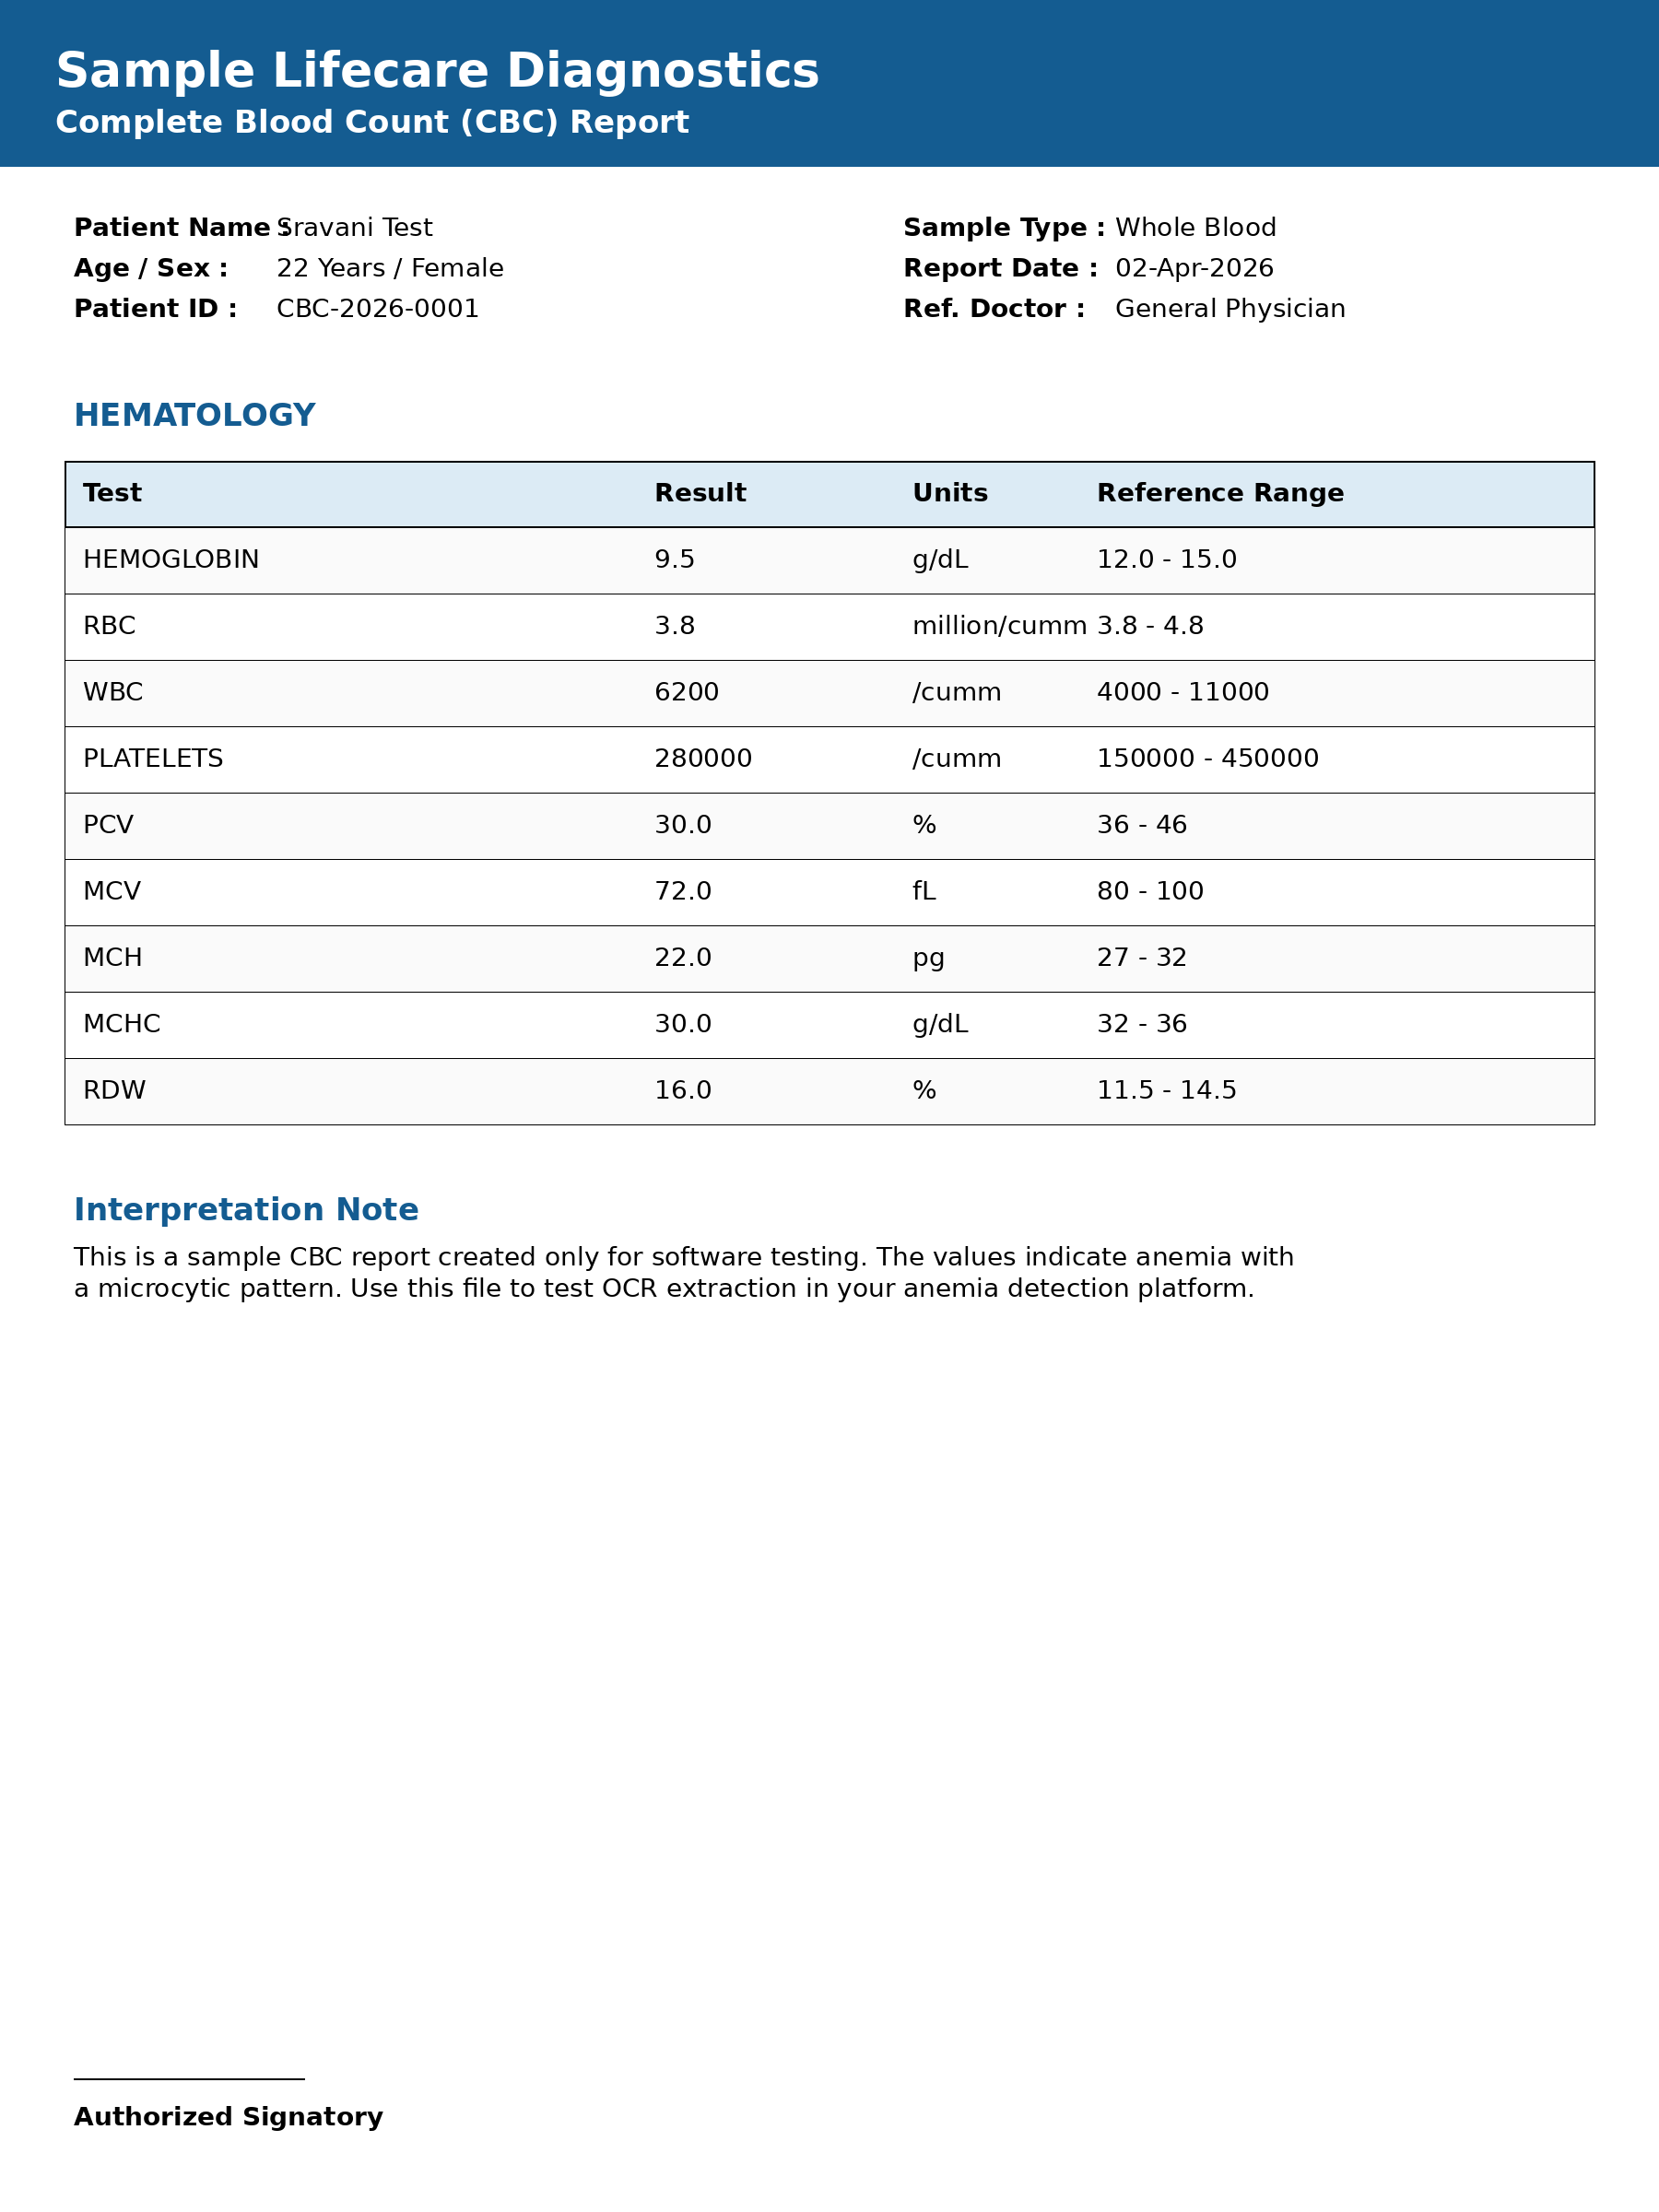 Sample Lifecare Diagnostics
Complete Blood Count (CBC) Report
Patient Name : Sravani Test Sample Type : Whole Blood
Age / Sex : 22 Years / Female Report Date : 02-Apr-2026
Patient ID : CBC-2026-0001 Ref. Doctor : General Physician
HEMATOLOGY
Test Result Units Reference Range
HEMOGLOBIN 9.5 g/dL 12.0 - 15.0
RBC 3.8 million/cumm 3.8 - 4.8
WBC 6200 /cumm 4000 - 11000
PLATELETS 280000 /cumm 150000 - 450000
PCV 30.0 % 36 - 46
MCV 72.0 fL 80 - 100
MCH 22.0 pg 27 - 32
MCHC 30.0 g/dL 32 - 36
RDW 16.0 % 11.5 - 14.5
Interpretation Note
This is a sample CBC report created only for software testing. The values indicate anemia with
a microcytic pattern. Use this file to test OCR extraction in your anemia detection platform.
Authorized Signatory